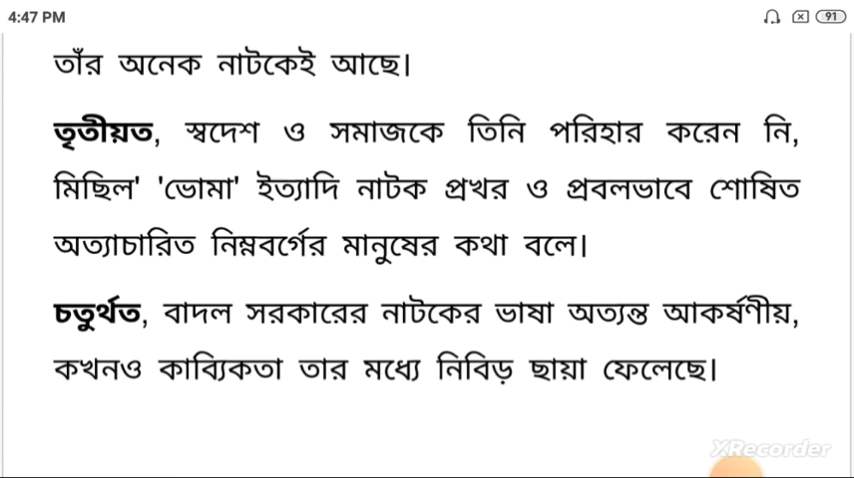 4:47 PM
91
তাঁর অনেক নাটকেই আছে।
তৃতীয়ত, স্বদেশ ও সমাজকে তিনি পরিহার করেন নি,
মিছিল' 'ভোমা' ইত্যাদি নাটক প্রখর ও প্রবলভাবে শোষিত
অত্যাচারিত নিম্নবর্গের মানুষের কথা বলে।
চতুর্থত, বাদল সরকারের নাটকের ভাষা অত্যন্ত আকর্ষণীয়,
কখনও কাব্যিকতা তার মধ্যে নিবিড় ছায়া ফেলেছে।
XRecorder